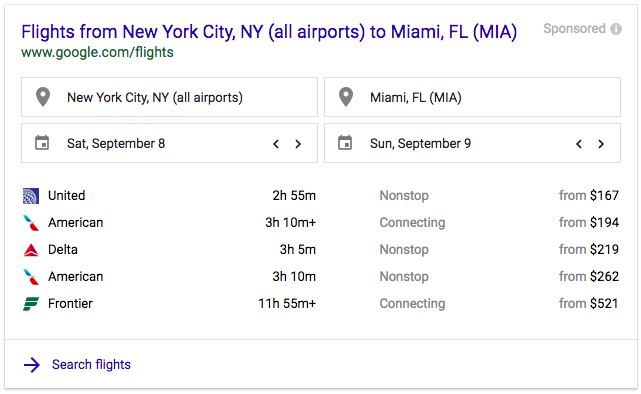 Flights from New York City, NY (all airports) to Miami, FL (MIA) Sponsored
www.google.com/flights
New York City, NY (all airports) Miami, FL (MIA)
Sat, September 8 Sun, September 9
United 2h 55m Nonstop from $167
American 3h 10m+ Connecting from $194
Delta 3h 5m Nonstop from $219
American 3h 10m Nonstop from $262
Frontier 11h 55m+ Connecting from $521
Search flights